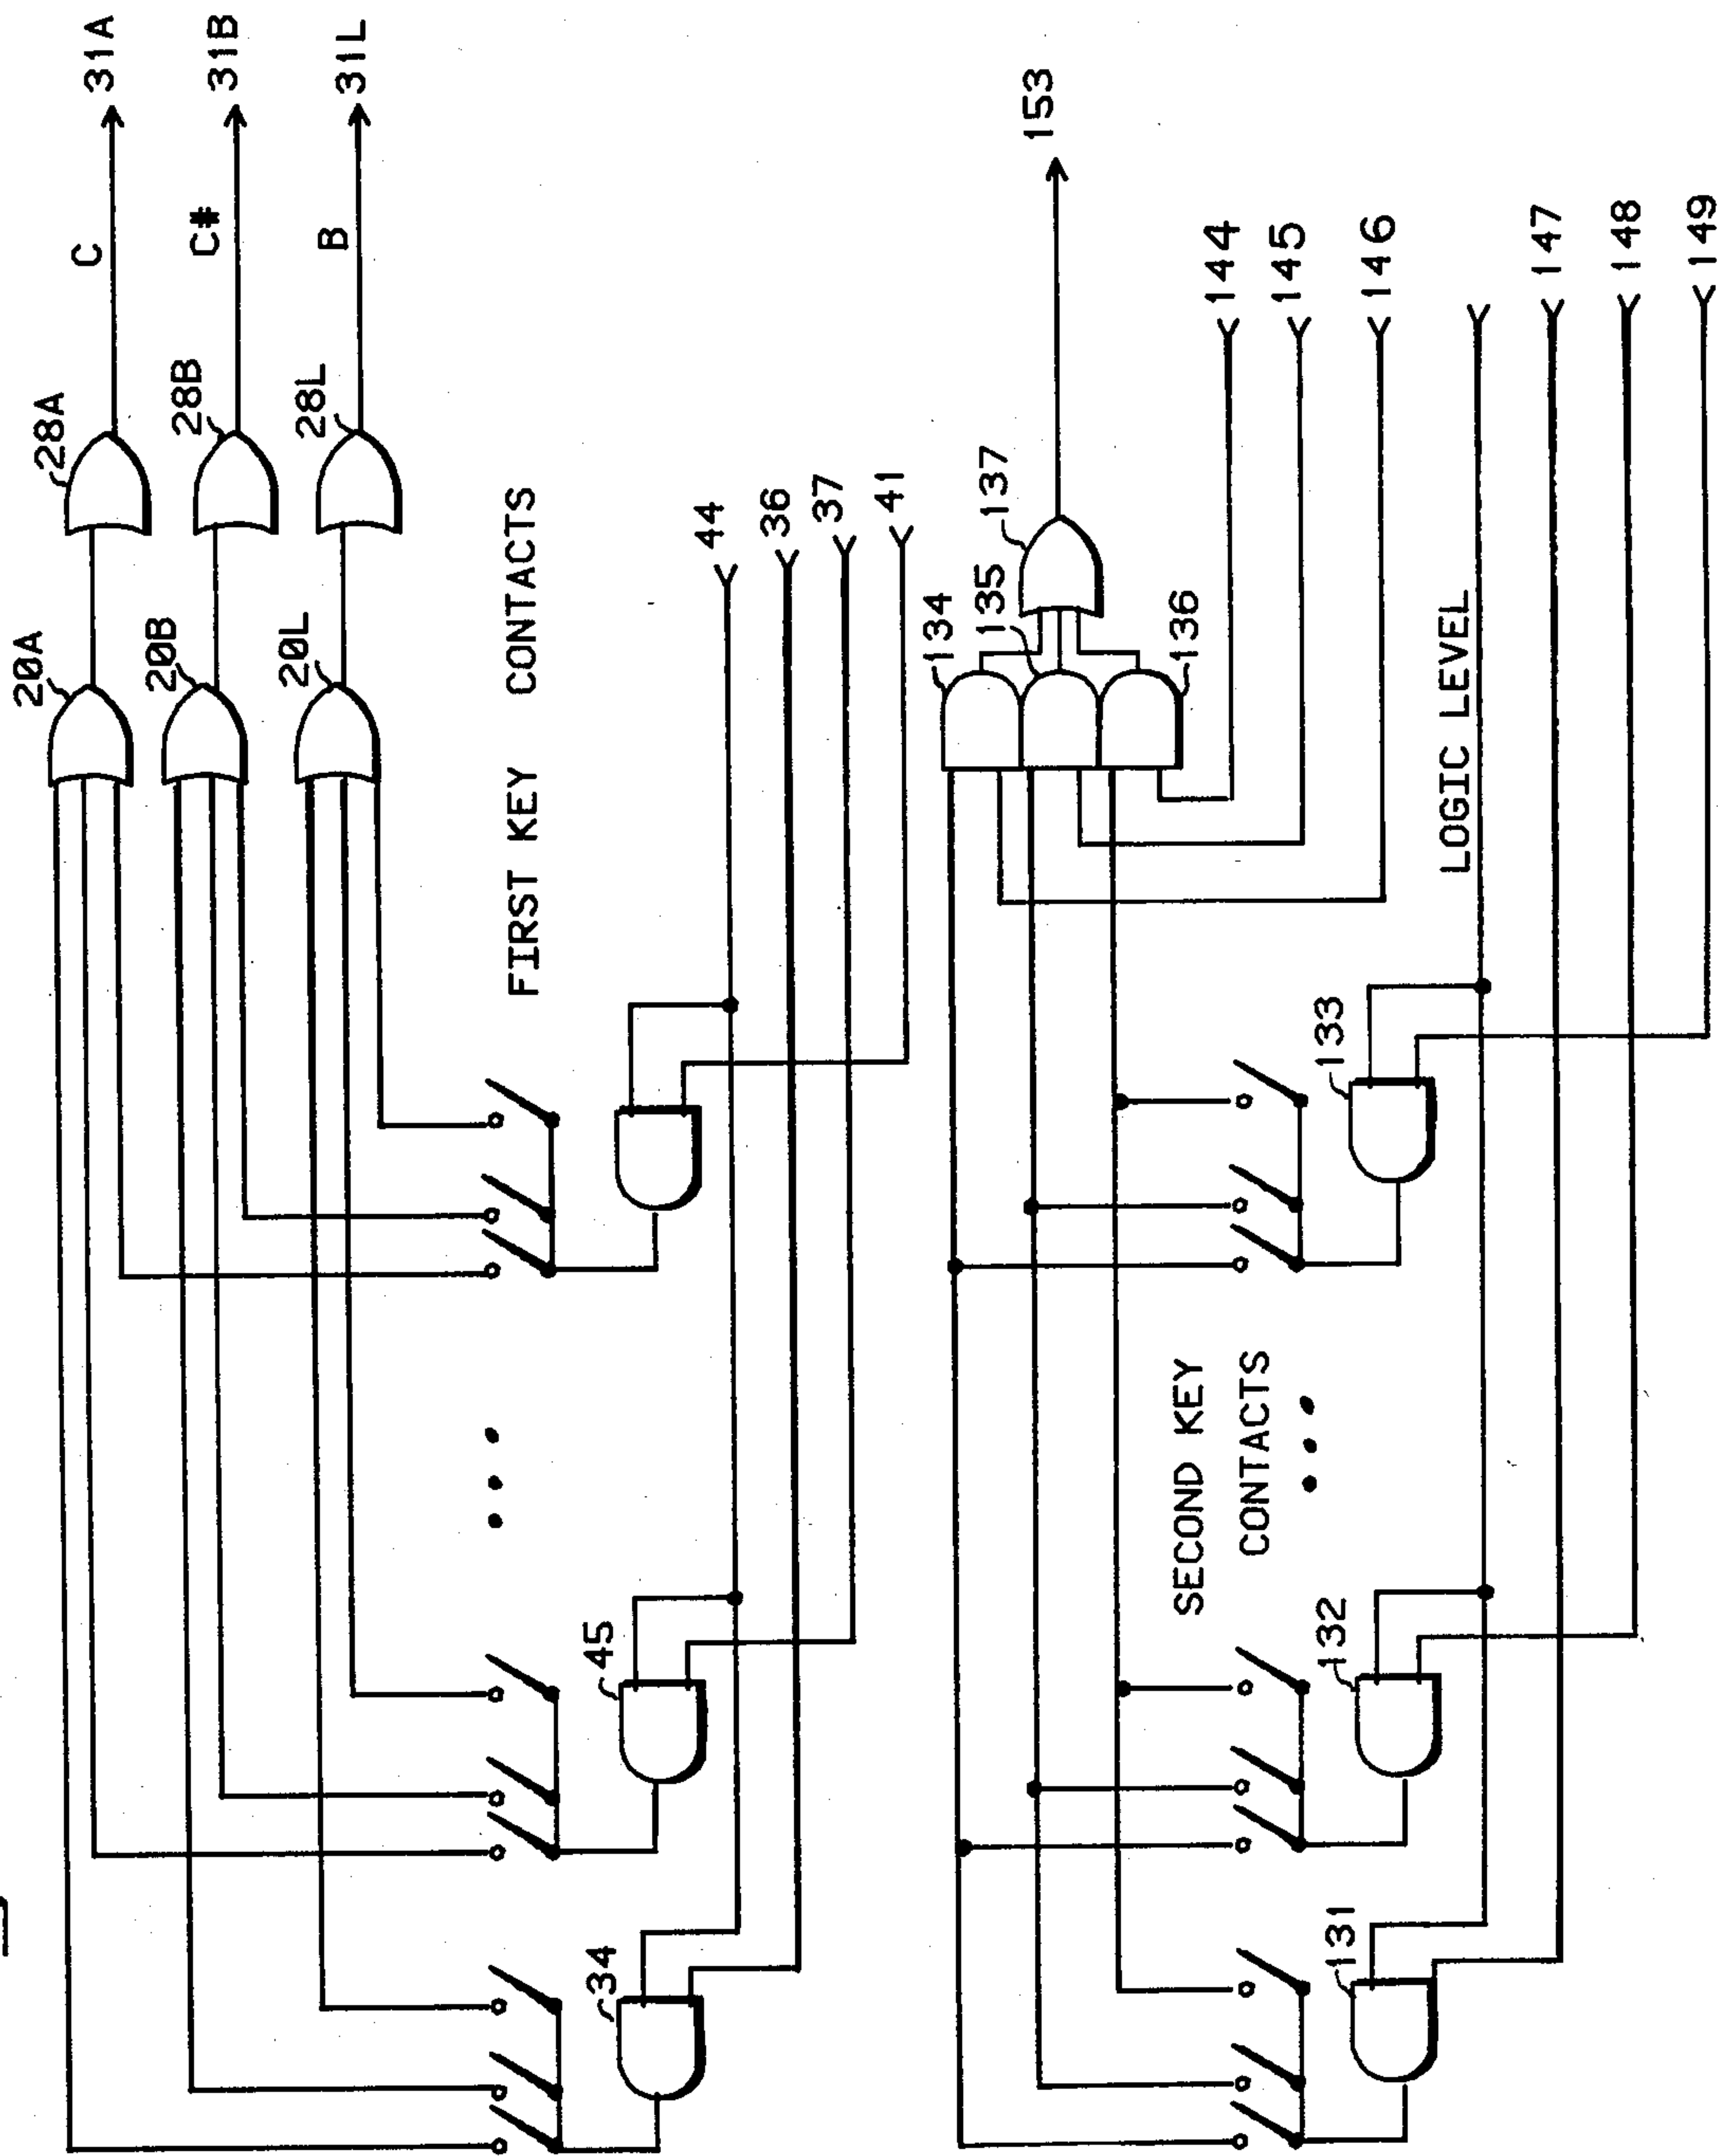 C
31A
28A
20A
C#
31B
28B
20B
B
31L
28L
20L
FIRST KEY CONTACTS
44
36
37
41
34
45
153
137
134
135
136
144
145
146
SECOND KEY
CONTACTS
LOGIC LEVEL
131
132
133
147
148
149